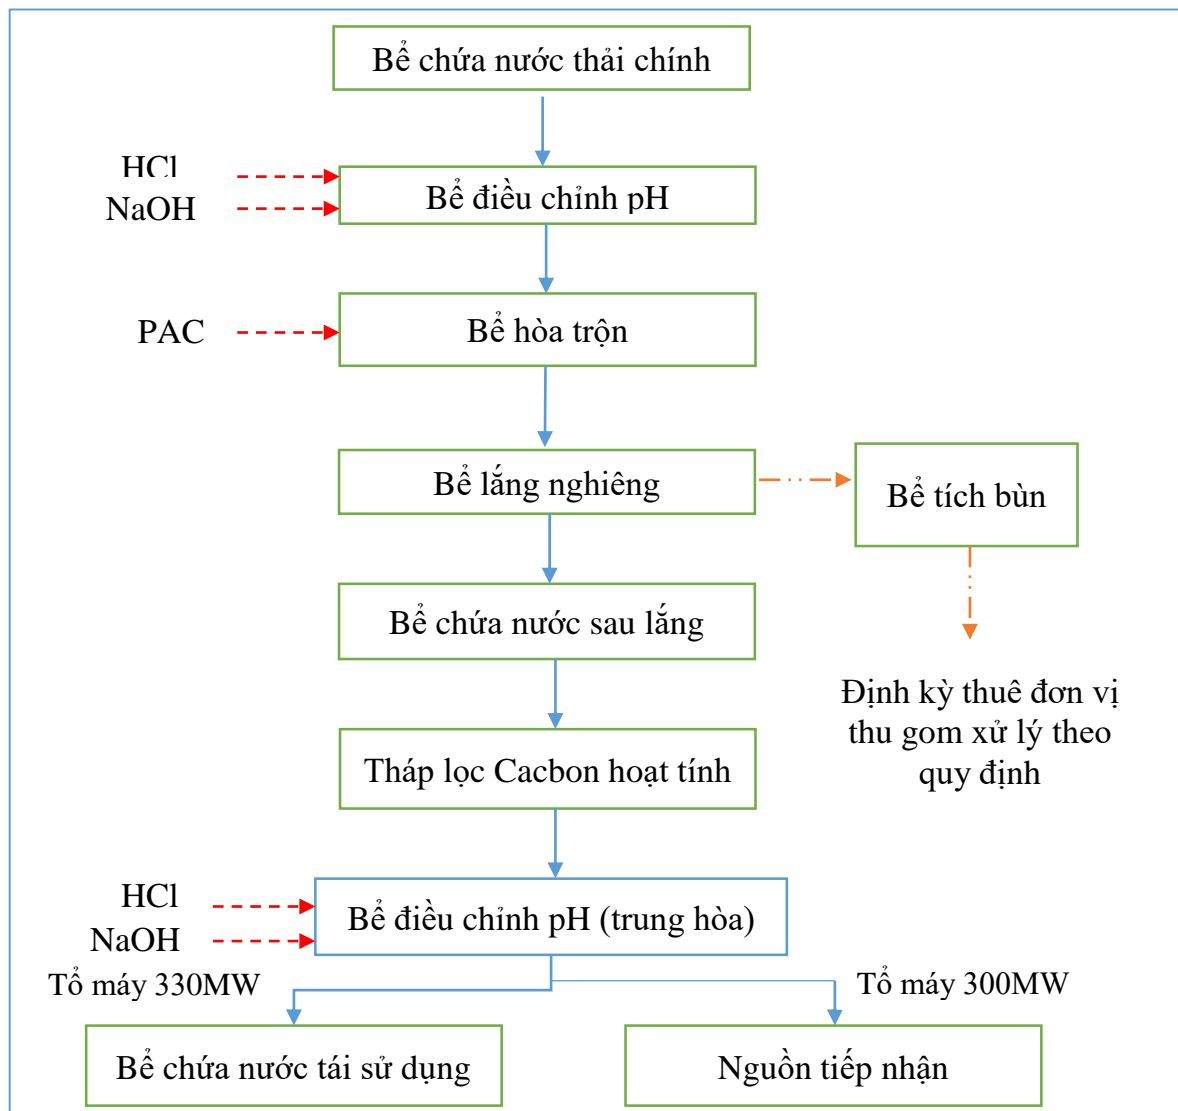 Bể chứa nước thải chính
HCl
NaOH
Bể điều chỉnh pH
PAC
Bể hòa trộn
Bể lắng nghiêng
Bể tích bùn
Bể chứa nước sau lắng
Định kỳ thuê đơn vị
thu gom xử lý theo
quy định
Tháp lọc Cacbon hoạt tính
HCl
NaOH
Bể điều chỉnh pH (trung hòa)
Tổ máy 330MW
Tổ máy 300MW
Bể chứa nước tái sử dụng
Nguồn tiếp nhận